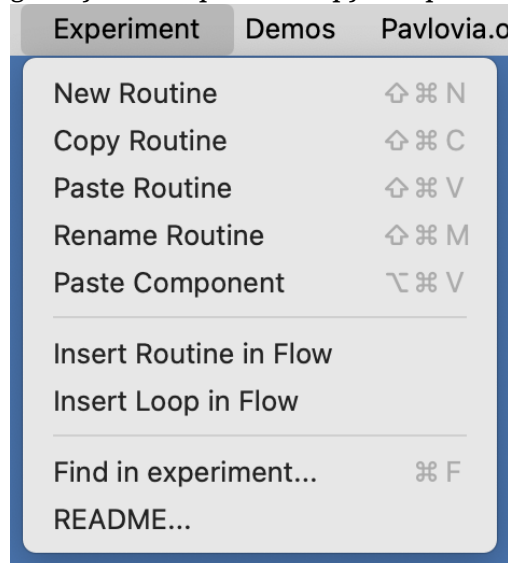 Experiment Demos Pavlovia.o
New Routine ⇧⌘N
Copy Routine ⇧⌘C
Paste Routine ⇧⌘V
Rename Routine ⇧⌘M
Paste Component ⌥⌘V
Insert Routine in Flow
Insert Loop in Flow
Find in experiment... ⌘F
README...